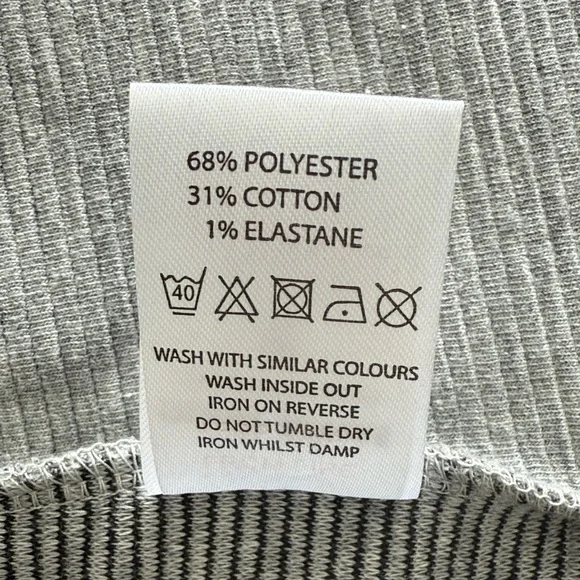 68% POLYESTER
31% COTTON
1% ELASTANE
40
WASH WITH SIMILAR COLOURS
WASH INSIDE OUT
IRON ON REVERSE
DO NOT TUMBLE DRY
IRON WHILST DAMP